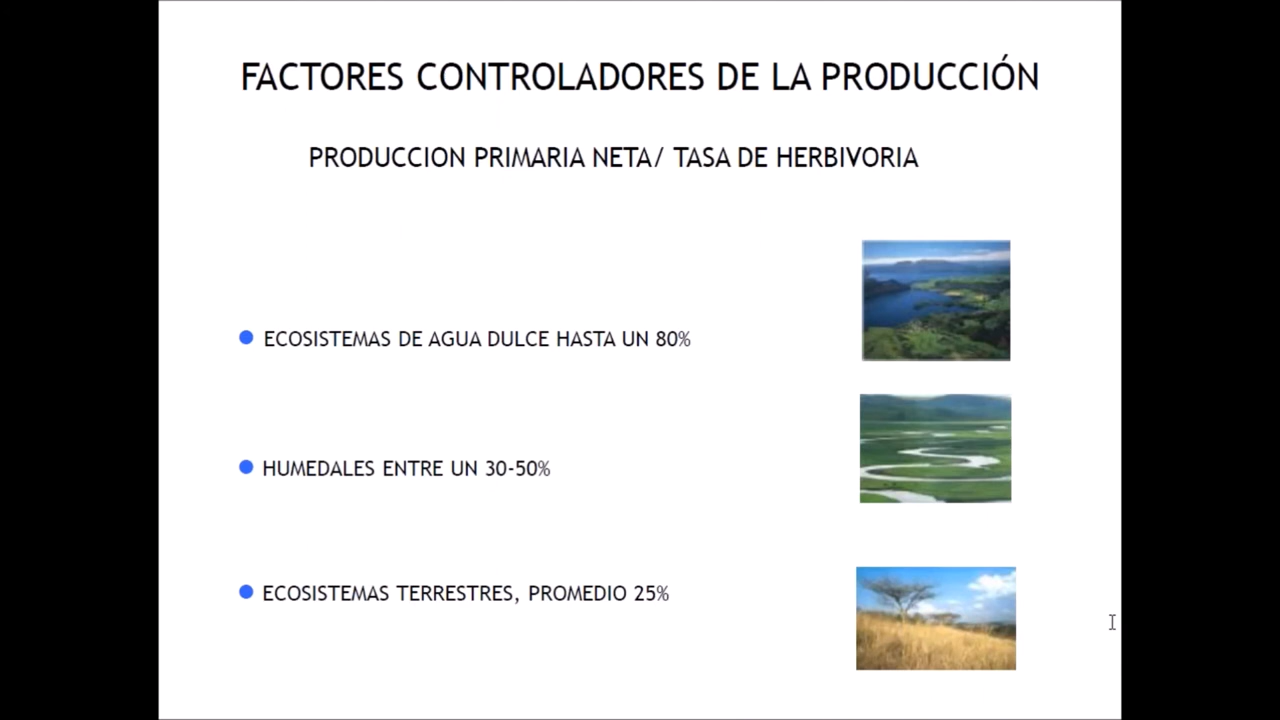 FACTORES CONTROLADORES DE LA PRODUCCIÓN
PRODUCCION PRIMARIA NETA/ TASA DE HERBIVORIA
ECOSISTEMAS DE AGUA DULCE HASTA UN 80%
HUMEDALES ENTRE UN 30-50%
ECOSISTEMAS TERRESTRES, PROMEDIO 25%